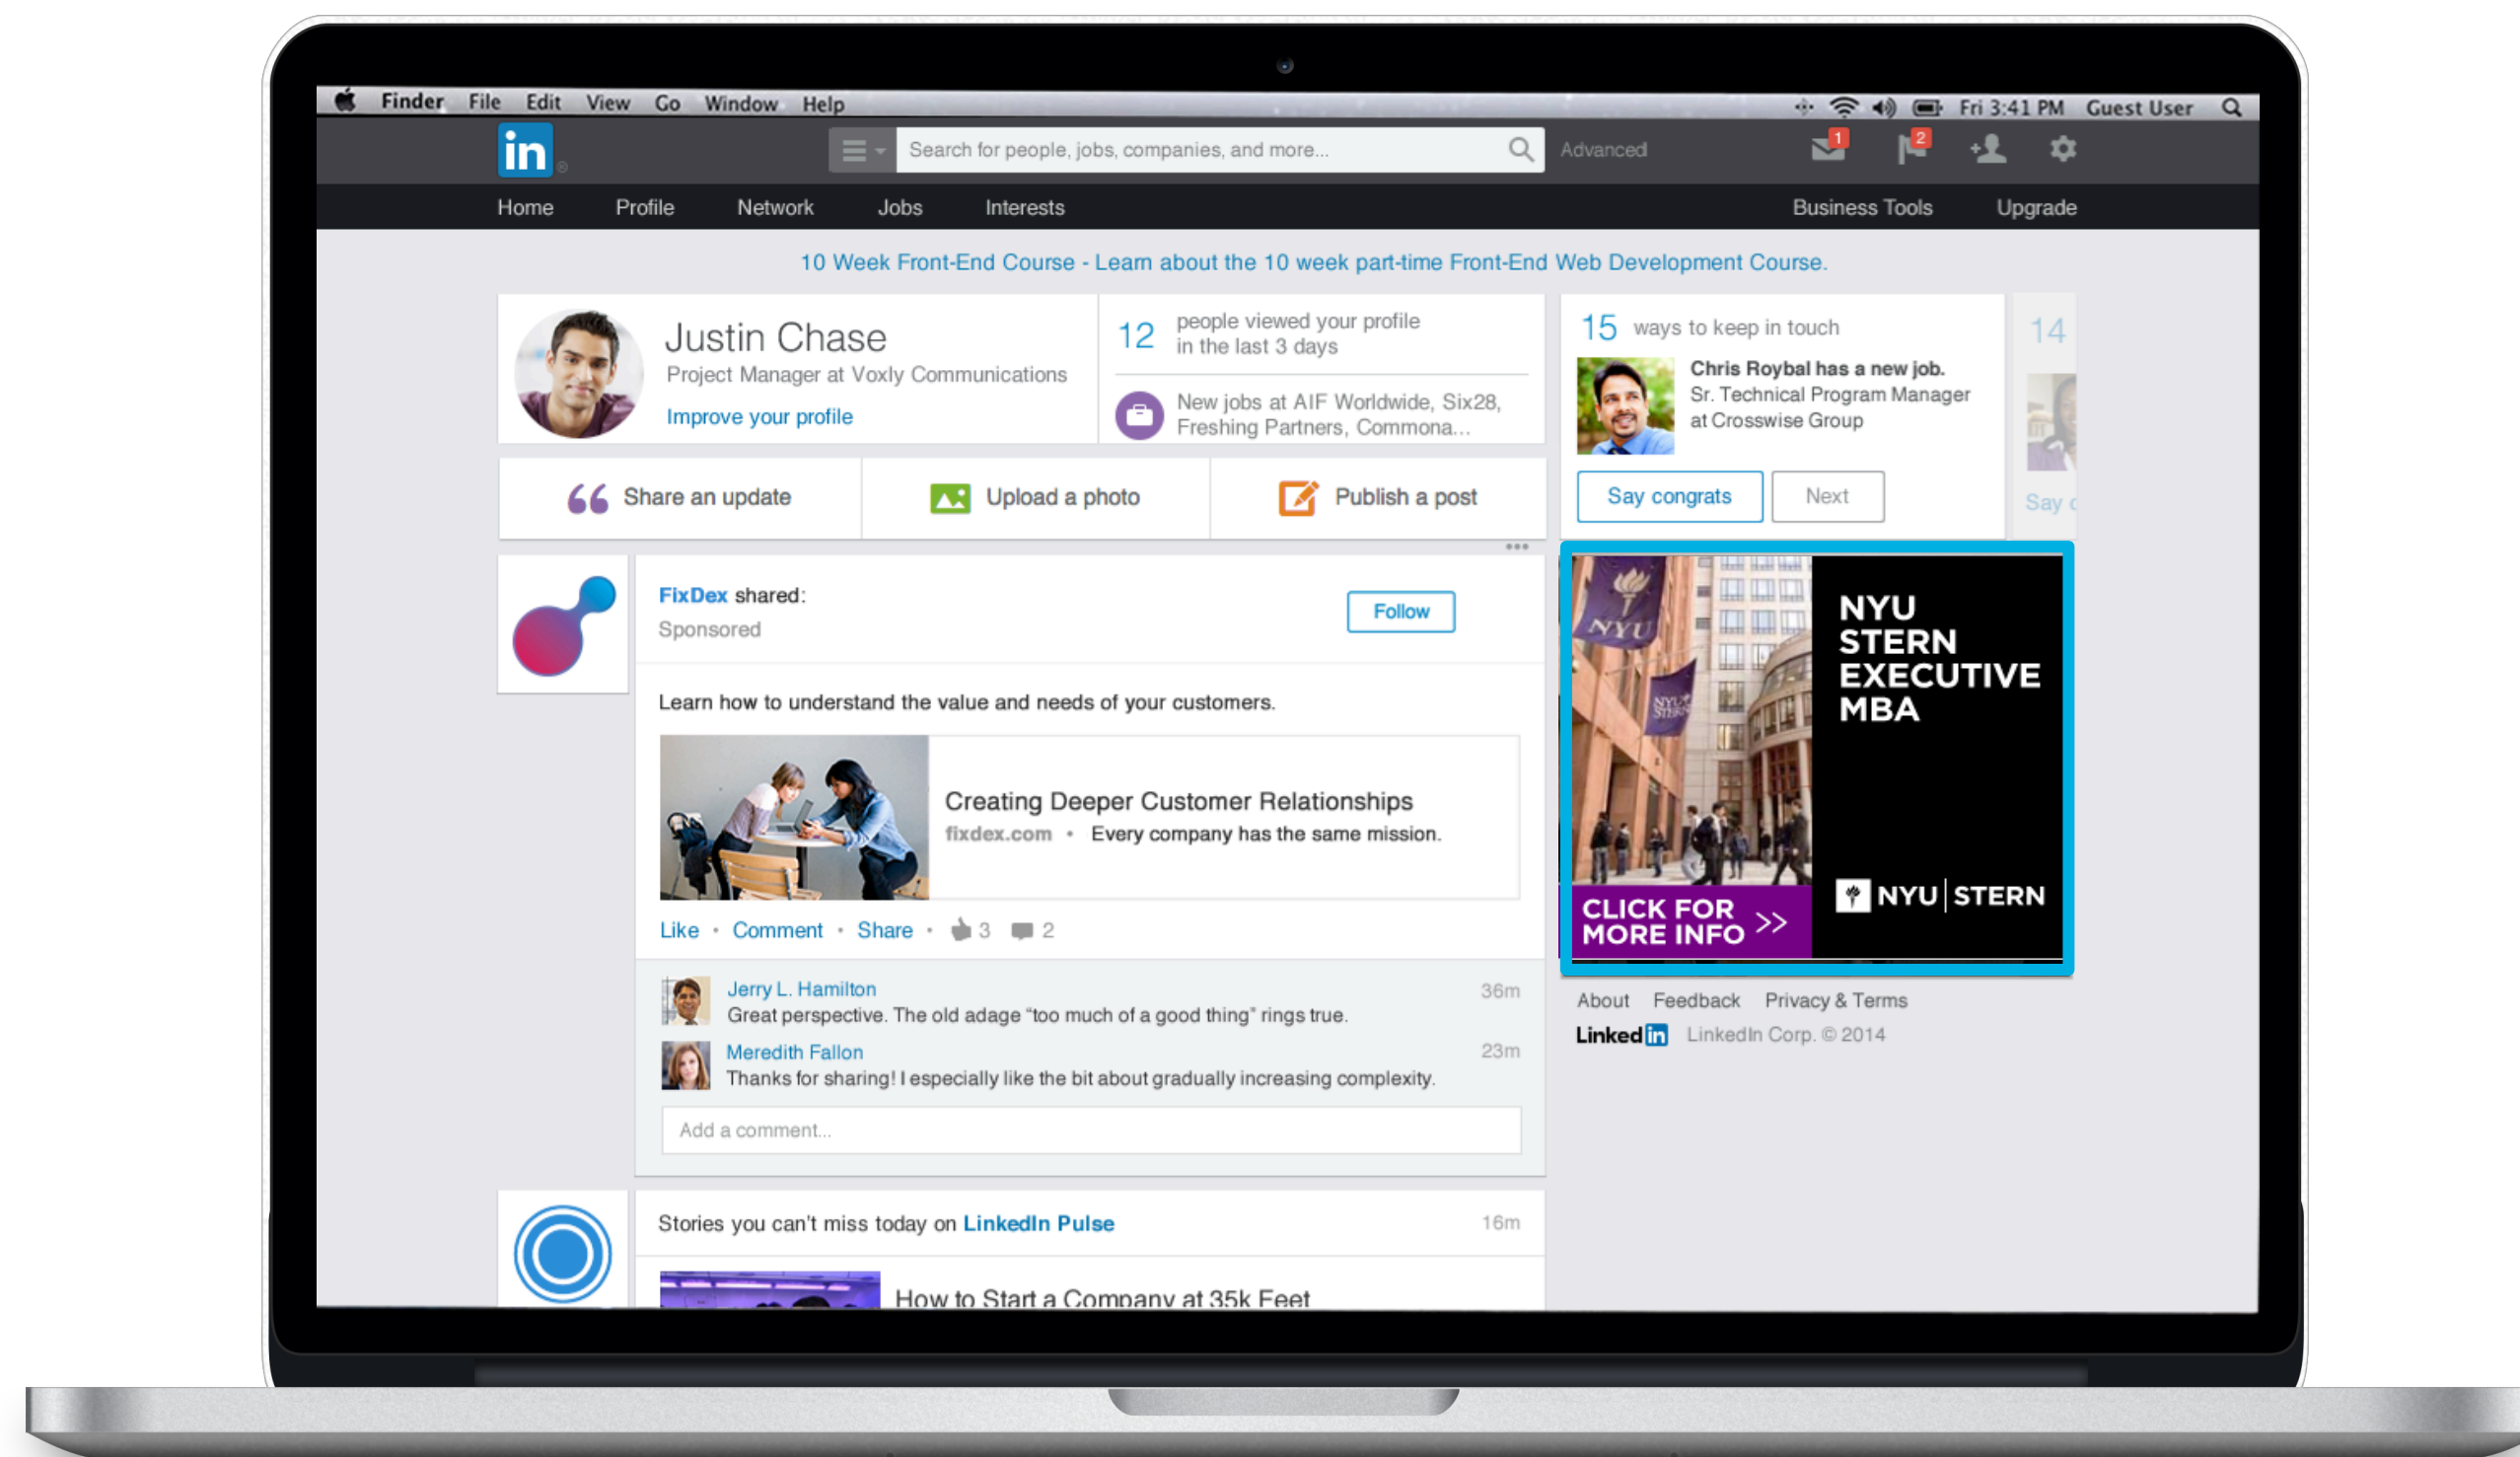 Finder File Edit View Go Window Help
Fri 3:41 PM Guest User
in ®
Search for people, jobs, companies, and more...
Advanced
1
2
Home Profile Network Jobs Interests
Business Tools Upgrade
10 Week Front-End Course - Learn about the 10 week part-time Front-End Web Development Course.
Justin Chase
Project Manager at Voxly Communications
Improve your profile
12 people viewed your profile
in the last 3 days
New jobs at AIF Worldwide, Six28,
Freshing Partners, Commona...
15 ways to keep in touch
Chris Roybal has a new job.
Sr. Technical Program Manager
at Crosswise Group
Say congrats Next
14
Say c
Share an update Upload a photo Publish a post
FixDex shared:
Sponsored
Follow
Learn how to understand the value and needs of your customers.
Creating Deeper Customer Relationships
fixdex.com • Every company has the same mission.
Like • Comment • Share • 3 2
Jerry L. Hamilton 36m
Great perspective. The old adage “too much of a good thing” rings true.
Meredith Fallon 23m
Thanks for sharing! I especially like the bit about gradually increasing complexity.
Add a comment...
Stories you can't miss today on LinkedIn Pulse 16m
How to Start a Company at 35k Feet
NYU
NYU
STERN
NYU
STERN
EXECUTIVE
MBA
NYU STERN
CLICK FOR
MORE INFO >>
About Feedback Privacy & Terms
Linked in LinkedIn Corp. © 2014